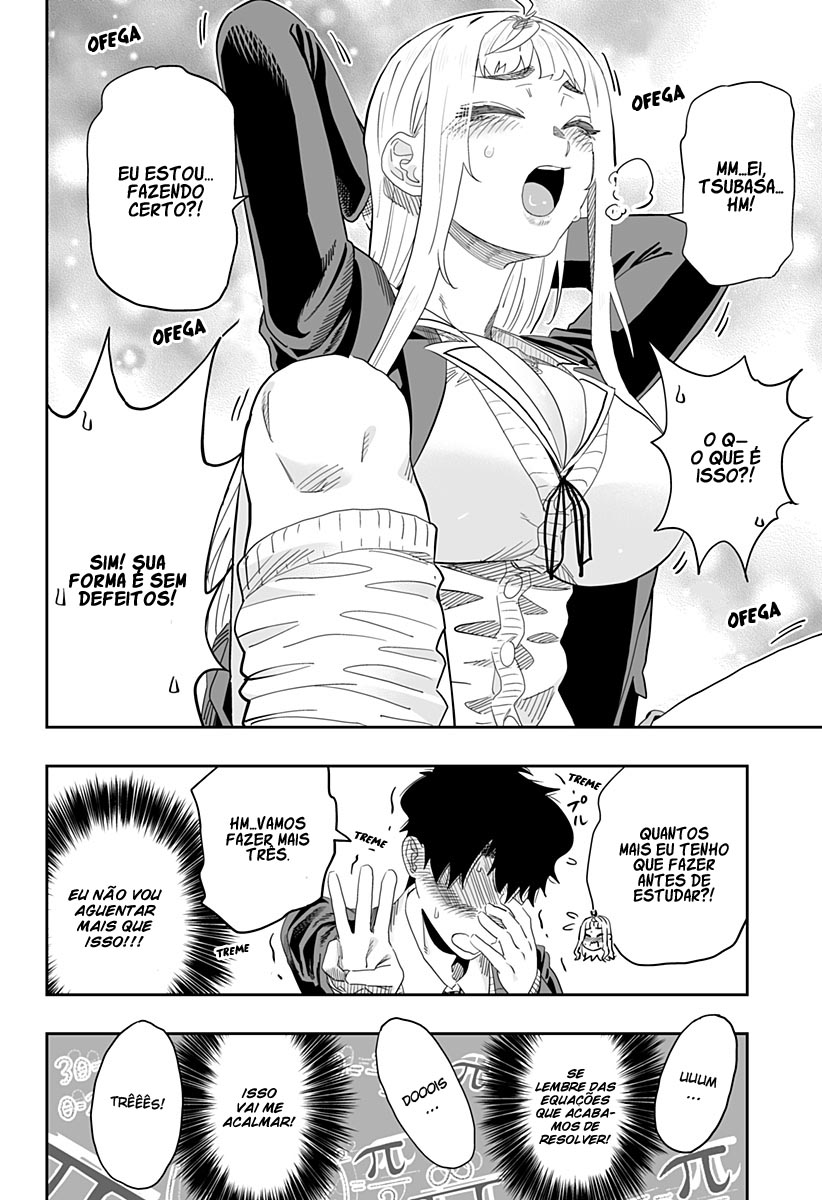 OFEGA
OFEGA
MM...EI,
TSUBASA...
HM!
EU ESTOU...
FAZENDO
CERTO?!
OFEGA
O Q—
O QUE É
ISSO?!
SIM! SUA
FORMA É SEM
DEFEITOS!
OFEGA
QUANTOS
MAIS EU TENHO
QUE FAZER
ANTES DE
ESTUDAR?!
TREME
プル
HM...VAMOS
FAZER MAIS
TRÊS.
TREME
TREME
EU NÃO VOU
AGUENTAR
MAIS QUE
ISSO!!!
UUUM
...
SE
LEMBRE DAS
EQUAÇÕES
QUE ACABA-
MOS DE
RESOLVER!
DOOOIS
...
ISSO
VAI ME
ACALMAR!
TRÊÊÊS!
π
π
π